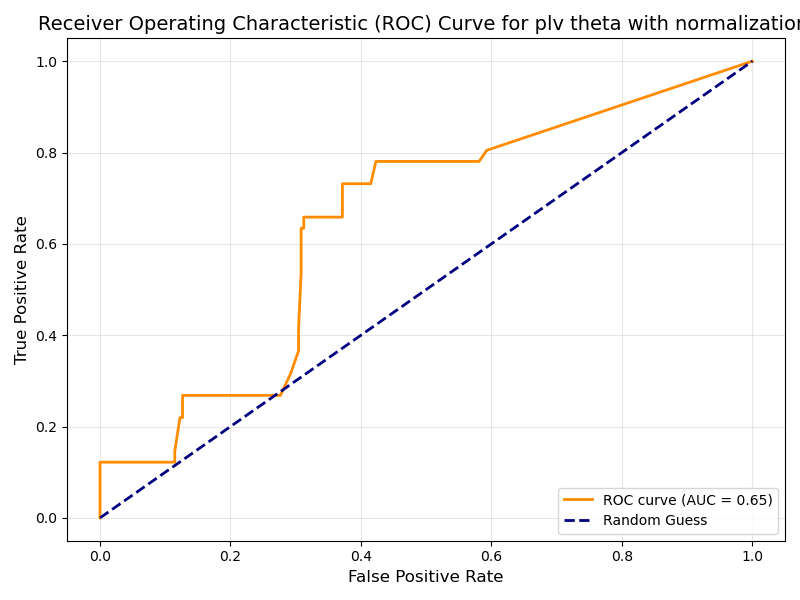 Receiver Operating Characteristic (ROC) Curve for plv theta with normalization
1.0
0.8
0.6
0.4
0.2
0.0
True Positive Rate
0.0 0.2 0.4 0.6 0.8 1.0
False Positive Rate
ROC curve (AUC = 0.65)
Random Guess